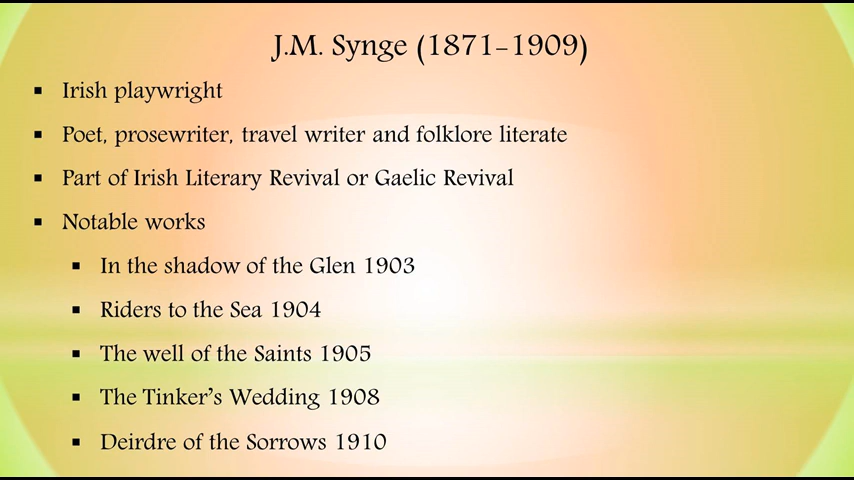 J.M. Synge (1871-1909)
▪ Irish playwright
▪ Poet, prosewriter, travel writer and folklore literate
▪ Part of Irish Literary Revival or Gaelic Revival
▪ Notable works
▪ In the shadow of the Glen 1903
▪ Riders to the Sea 1904
▪ The well of the Saints 1905
▪ The Tinker’s Wedding 1908
▪ Deirdre of the Sorrows 1910